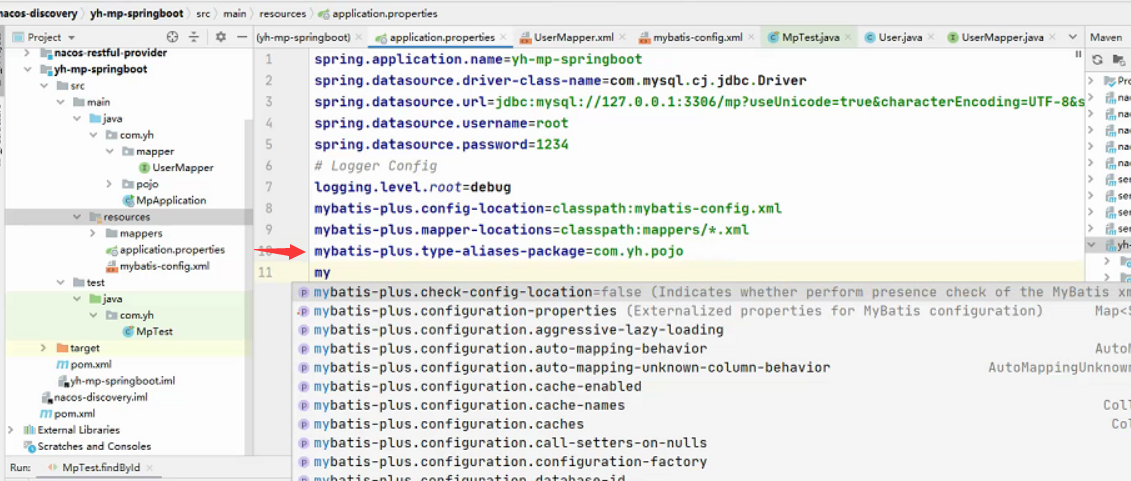 nacos-discovery yh-mp-springboot src main resources application.properties
Project
(yh-mp-springboot) application.properties UserMapper.xml mybatis-config.xml MpTest.java User.java UserMapper.java Maven
nacos-restful-provider
yh-mp-springboot
src
main
java
com.yh
mapper
UserMapper
pojo
MpApplication
resources
mappers
application.properties
mybatis-config.xml
test
java
com.yh
MpTest
target
pom.xml
yh-mp-springboot.iml
nacos-discovery.iml
pom.xml
External Libraries
Scratches and Consoles
1 spring.application.name=yh-mp-springboot
2 spring.datasource.driver-class-name=com.mysql.cj.jdbc.Driver
3 spring.datasource.url=jdbc:mysql://127.0.0.1:3306/mp?useUnicode=true&characterEncoding=UTF-8&s
4 spring.datasource.username=root
5 spring.datasource.password=1234
6 # Logger Config
7 logging.level.root=debug
8 mybatis-plus.config-location=classpath:mybatis-config.xml
9 mybatis-plus.mapper-locations=classpath:mappers/*.xml
10 mybatis-plus.type-aliases-package=com.yh.pojo
11 my
mybatis-plus.check-config-location=false (Indicates whether perform presence check of the MyBatis xm
mybatis-plus.configuration-properties (Externalized properties for MyBatis configuration) Map<S
mybatis-plus.configuration.aggressive-lazy-loading
mybatis-plus.configuration.auto-mapping-behavior AutoM
mybatis-plus.configuration.auto-mapping-unknown-column-behavior AutoMappingUnknown
mybatis-plus.configuration.cache-enabled
mybatis-plus.configuration.cache-names Coll
mybatis-plus.configuration.caches Co
mybatis-plus.configuration.call-setters-on-nulls
mybatis-plus.configuration.configuration-factory
mybatis-plus.configuration.database-id
Pro
nac
nac
nac
nac
ser
ser
ser
yh-
Run: MpTest.findById